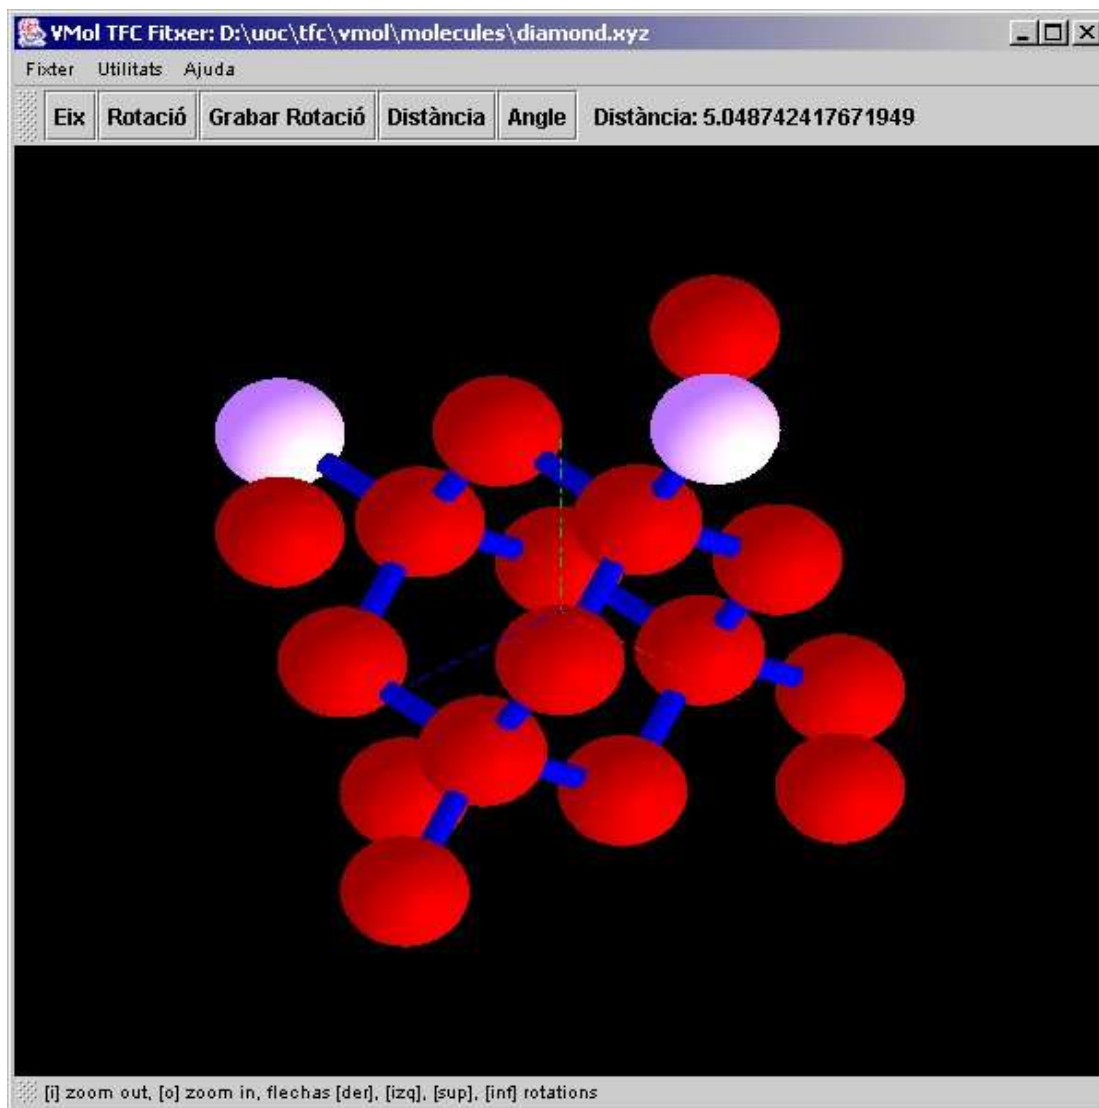 VMol TFC Fitxer: D:\uoc\tfc\vmol\molecules\diamond.xyz
Fixter Utilitats Ajuda
Eix Rotació Grabar Rotació Distància Angle Distància: 5.048742417671949
[i] zoom out, [o] zoom in, flechas [der], [izq], [sup], [inf] rotations